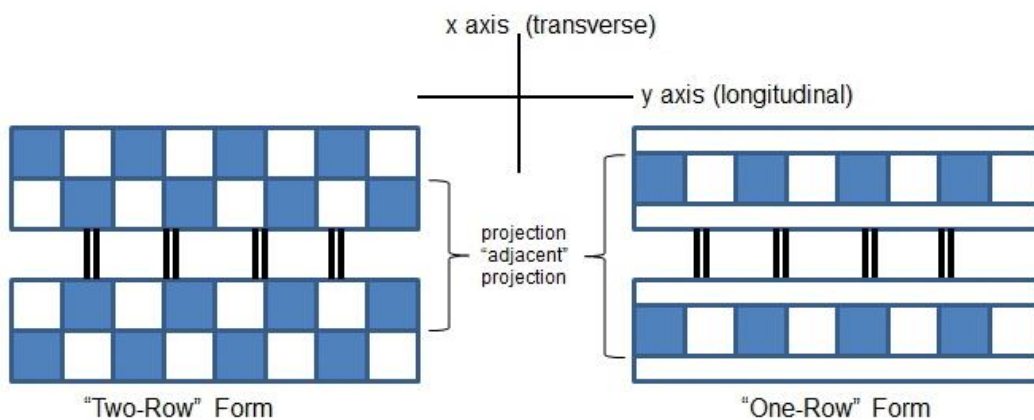 x axis (transverse)
y axis (longitudinal)
projection
“adjacent”
projection
“Two-Row” Form
“One-Row” Form